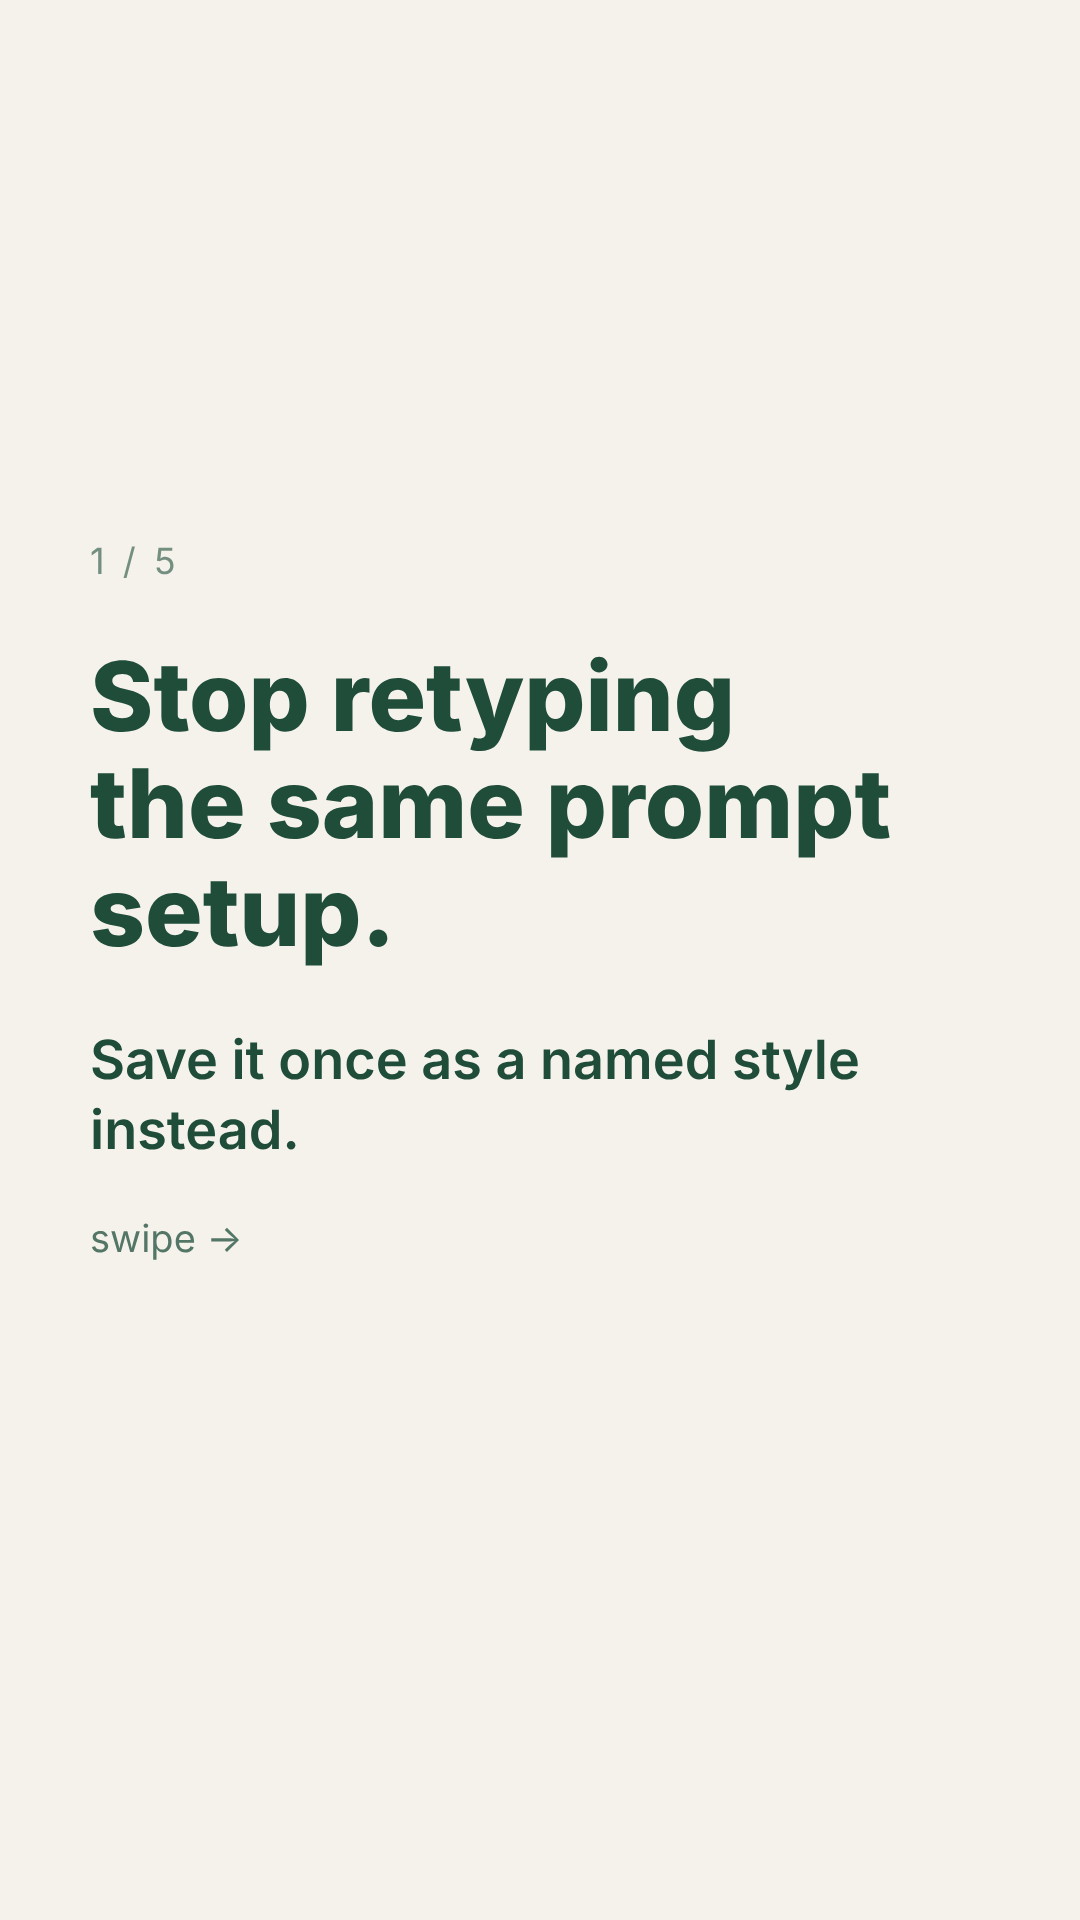 1 / 5
Stop retyping
the same prompt
setup.
Save it once as a named style
instead.
swipe →